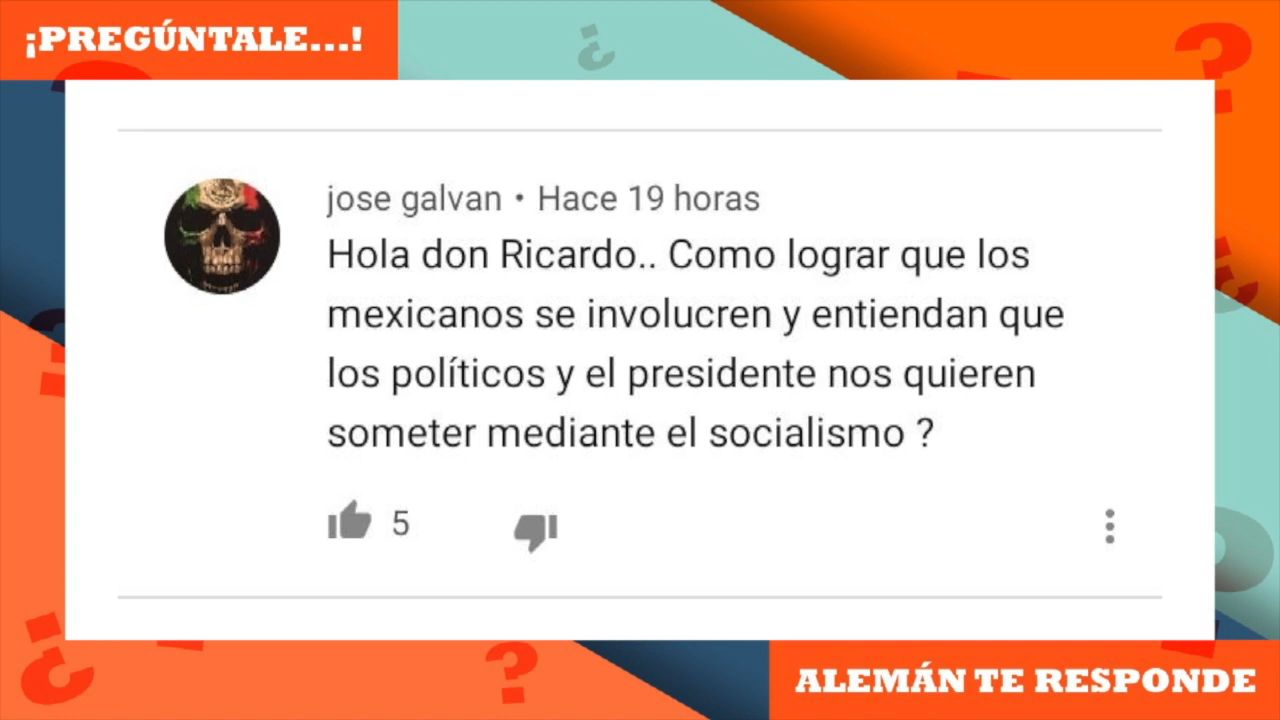 ¡PREGÚNTALE...!
jose galvan • Hace 19 horas
Hola don Ricardo.. Como lograr que los
mexicanos se involucren y entiendan que
los políticos y el presidente nos quieren
someter mediante el socialismo ?
5
ALEMÁN TE RESPONDE